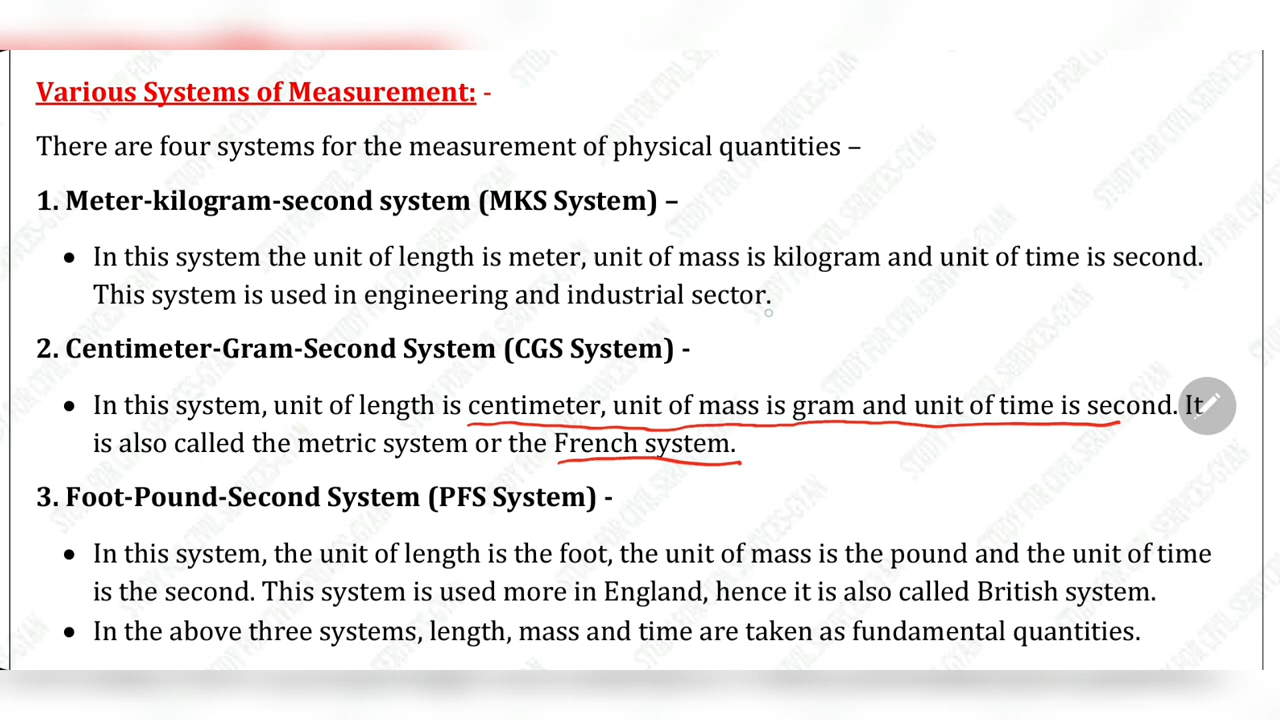 Various Systems of Measurement: -
There are four systems for the measurement of physical quantities –
1. Meter-kilogram-second system (MKS System) –
• In this system the unit of length is meter, unit of mass is kilogram and unit of time is second.
This system is used in engineering and industrial sector.
2. Centimeter-Gram-Second System (CGS System) -
• In this system, unit of length is centimeter, unit of mass is gram and unit of time is second. It
is also called the metric system or the French system.
3. Foot-Pound-Second System (PFS System) -
• In this system, the unit of length is the foot, the unit of mass is the pound and the unit of time
is the second. This system is used more in England, hence it is also called British system.
• In the above three systems, length, mass and time are taken as fundamental quantities.
STUDY FOR CIVIL SERVICES-GYAN